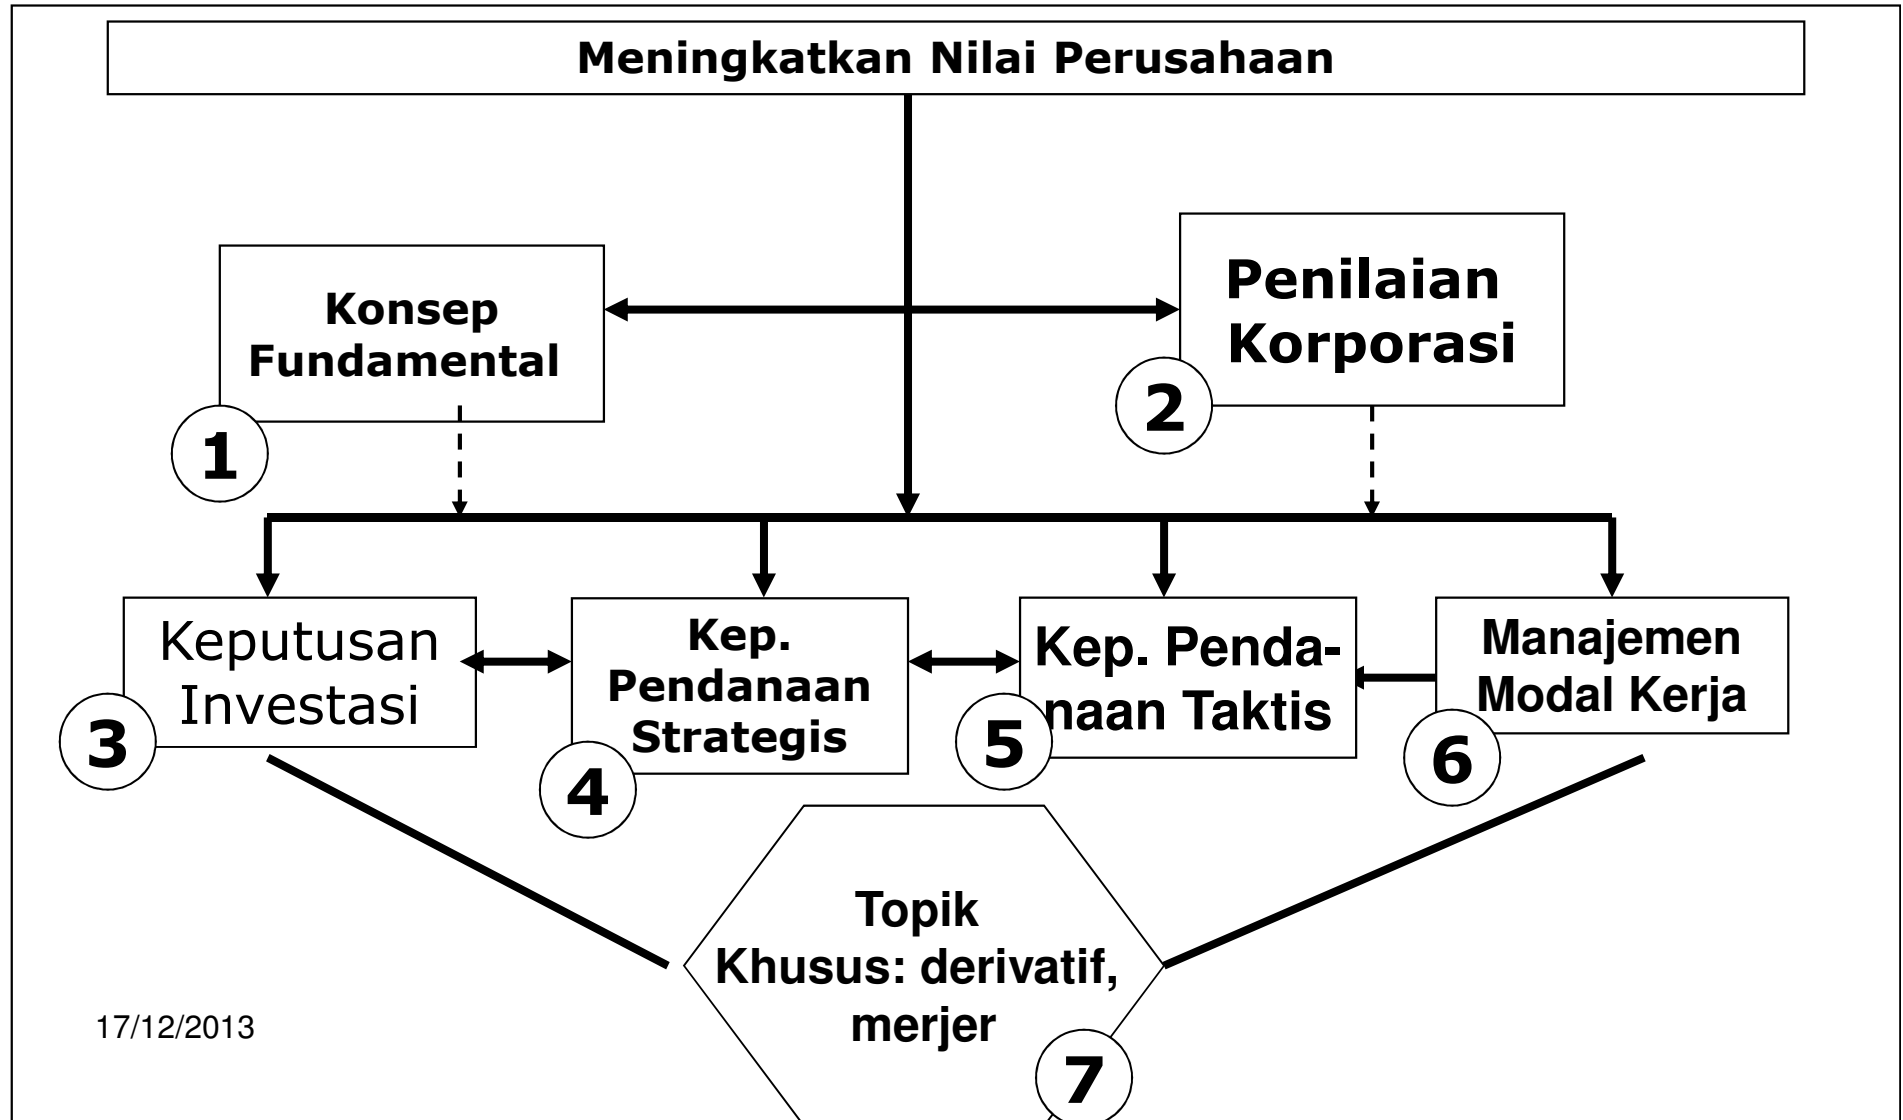 Meningkatkan Nilai Perusahaan
Konsep
Fundamental
1
Penilaian
Korporasi
2
Keputusan
Investasi
3
Kep.
Pendanaan
Strategis
4
Kep. Penda-
naan Taktis
5
Manajemen
Modal Kerja
6
Topik
Khusus: derivatif,
merjer
7
17/12/2013